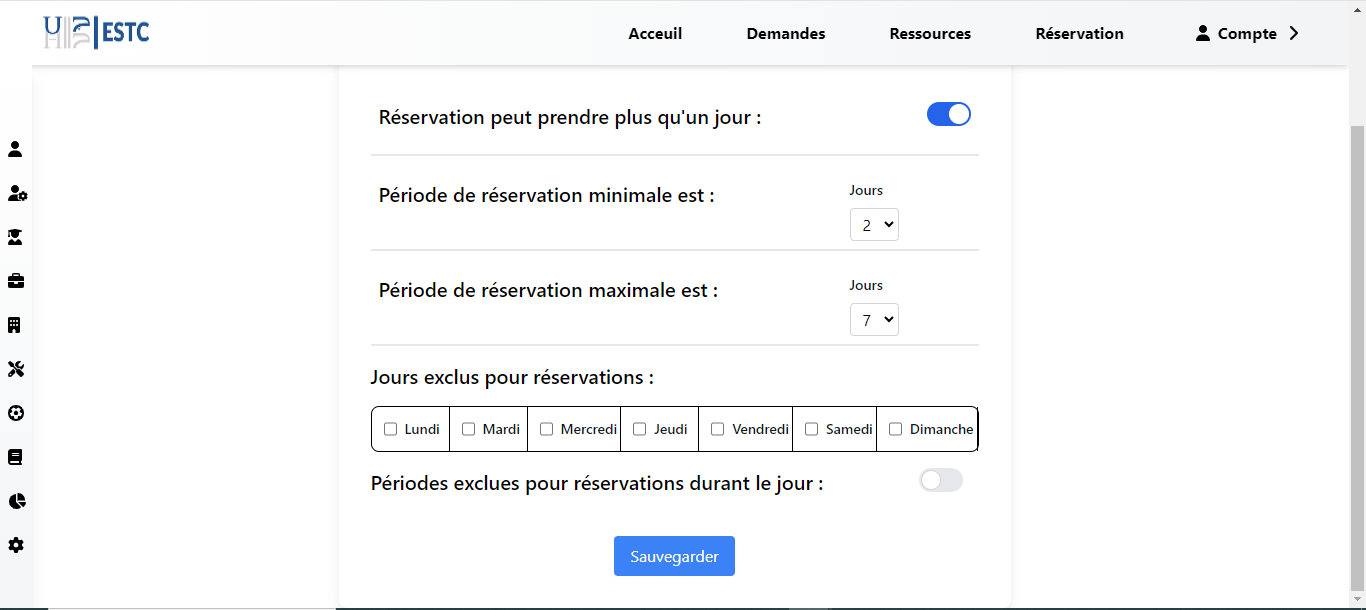 UH2C ESTC
Acceuil Demandes Ressources Réservation Compte
Réservation peut prendre plus qu'un jour :
Période de réservation minimale est :
Jours
2
Période de réservation maximale est :
Jours
7
Jours exclus pour réservations :
Lundi Mardi Mercredi Jeudi Vendredi Samedi Dimanche
Périodes exclues pour réservations durant le jour :
Sauvegarder